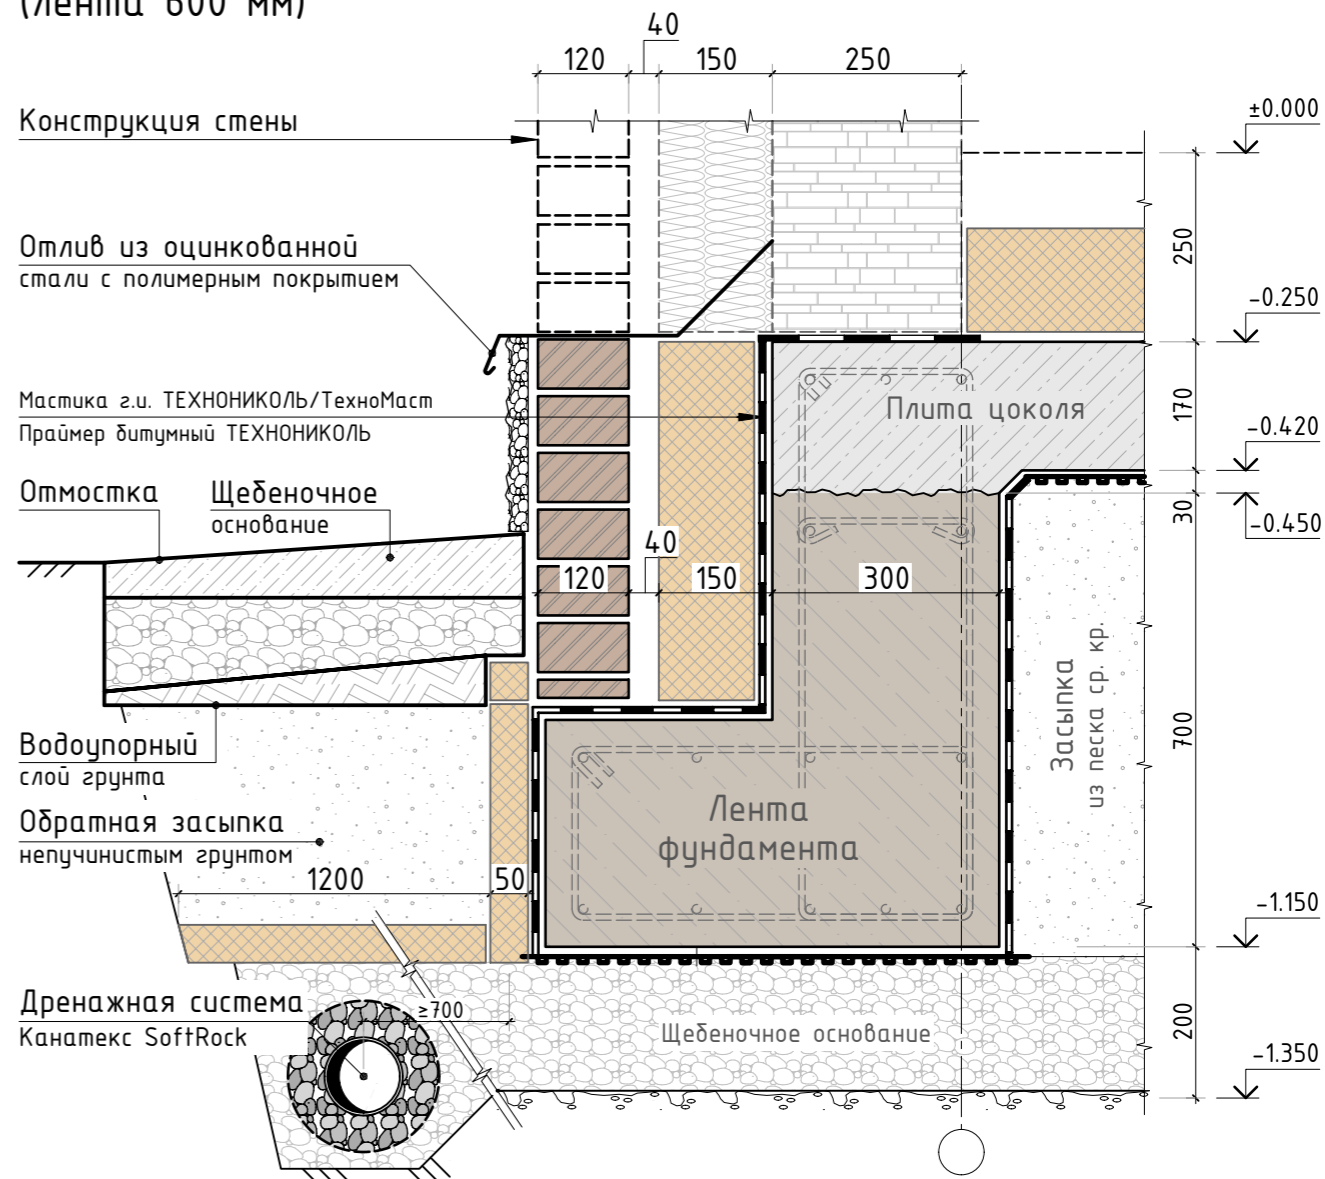 (лента 600 мм)
40
120
150
250
Конструкция стены
±0.000
Отлив из оцинкованной
стали с полимерным покрытием
250
-0.250
Мастика г.и. ТЕХНОНИКОЛЬ/ТехноМаст
Праймер битумный ТЕХНОНИКОЛЬ
Плита цоколя
170
-0.420
Отмостка
Щебеночное
основание
30
-0.450
40
120
150
300
Засыпка
из песка ср. кр.
700
Водоупорный
слой грунта
Обратная засыпка
непучинистым грунтом
Лента
фундамента
1200
50
-1.150
Дренажная система
Канатекс SoftRock
≥700
Щебеночное основание
200
-1.350